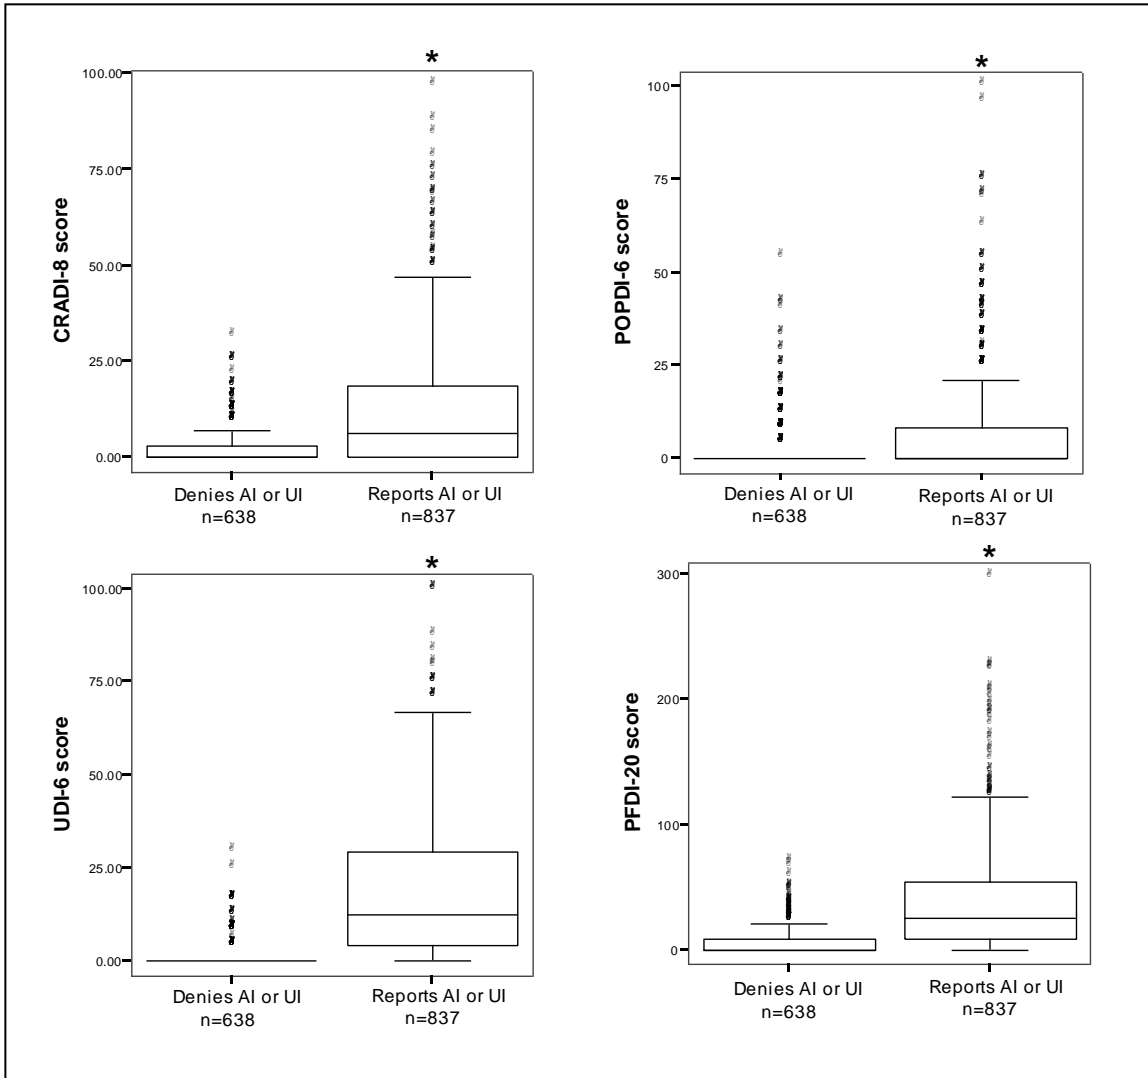 *
100.00
75.00
50.00
25.00
0.00
CRADI-8 score
Denies AI or UI
n=638
Reports AI or UI
n=837
*
100
75
50
25
0
POPDI-6 score
Denies AI or UI
n=638
Reports AI or UI
n=837
*
100.00
75.00
50.00
25.00
0.00
UDI-6 score
Denies AI or UI
n=638
Reports AI or UI
n=837
*
300
200
100
0
PFDI-20 score
Denies AI or UI
n=638
Reports AI or UI
n=837